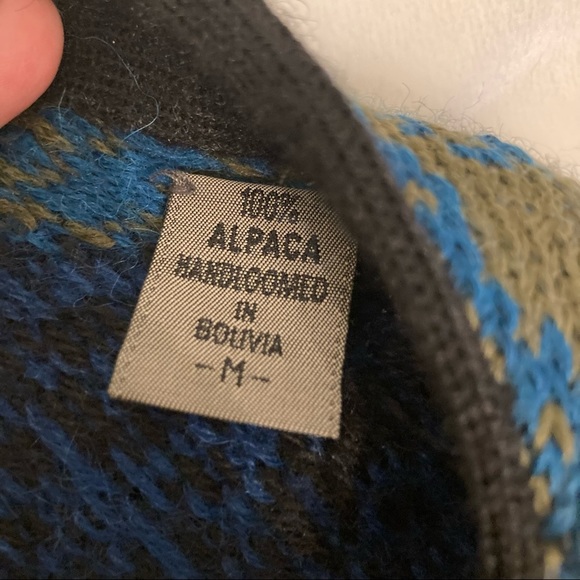 100%
ALPACA
HANDLOOMED
IN
BOLIVIA
-M-